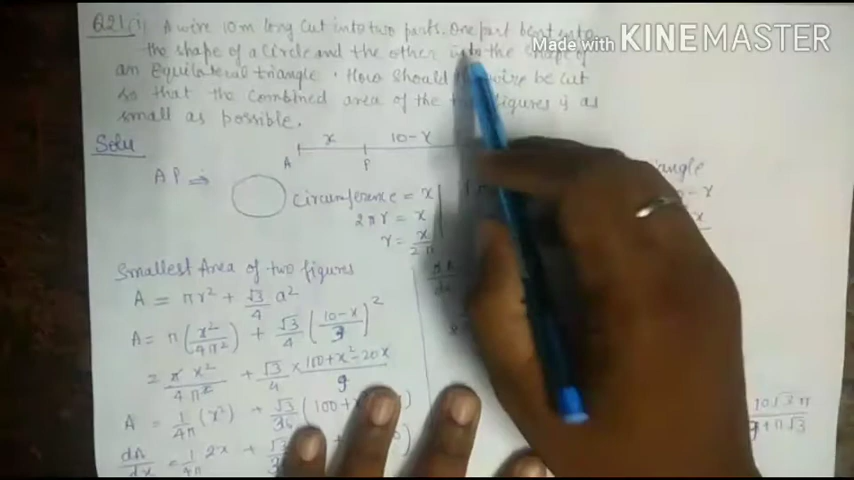 Q21(i) A wire 10m long cut into two parts. One part bent into
the shape of a circle and the other into the shape of
an Equilateral triangle. How Should wire be cut
so that the Combined area of the figures is as
small as possible.
Made with KINEMASTER
Solu
x 10-x
A P
AP ⇒
Circumference = x
2πr = x
r = x/2π
triangle
-x
Smallest Area of two figures
A = πr² + √3/4 a²
A = π(x²/4π²) + √3/4 (10-x/3)²
= πx²/4π² + √3/4 × 100+x²-20x/9
A = 1/4π (x²) + √3/36 (100+x
dA/dx = 1/4π 2x + √3/
10√3π
+π√3